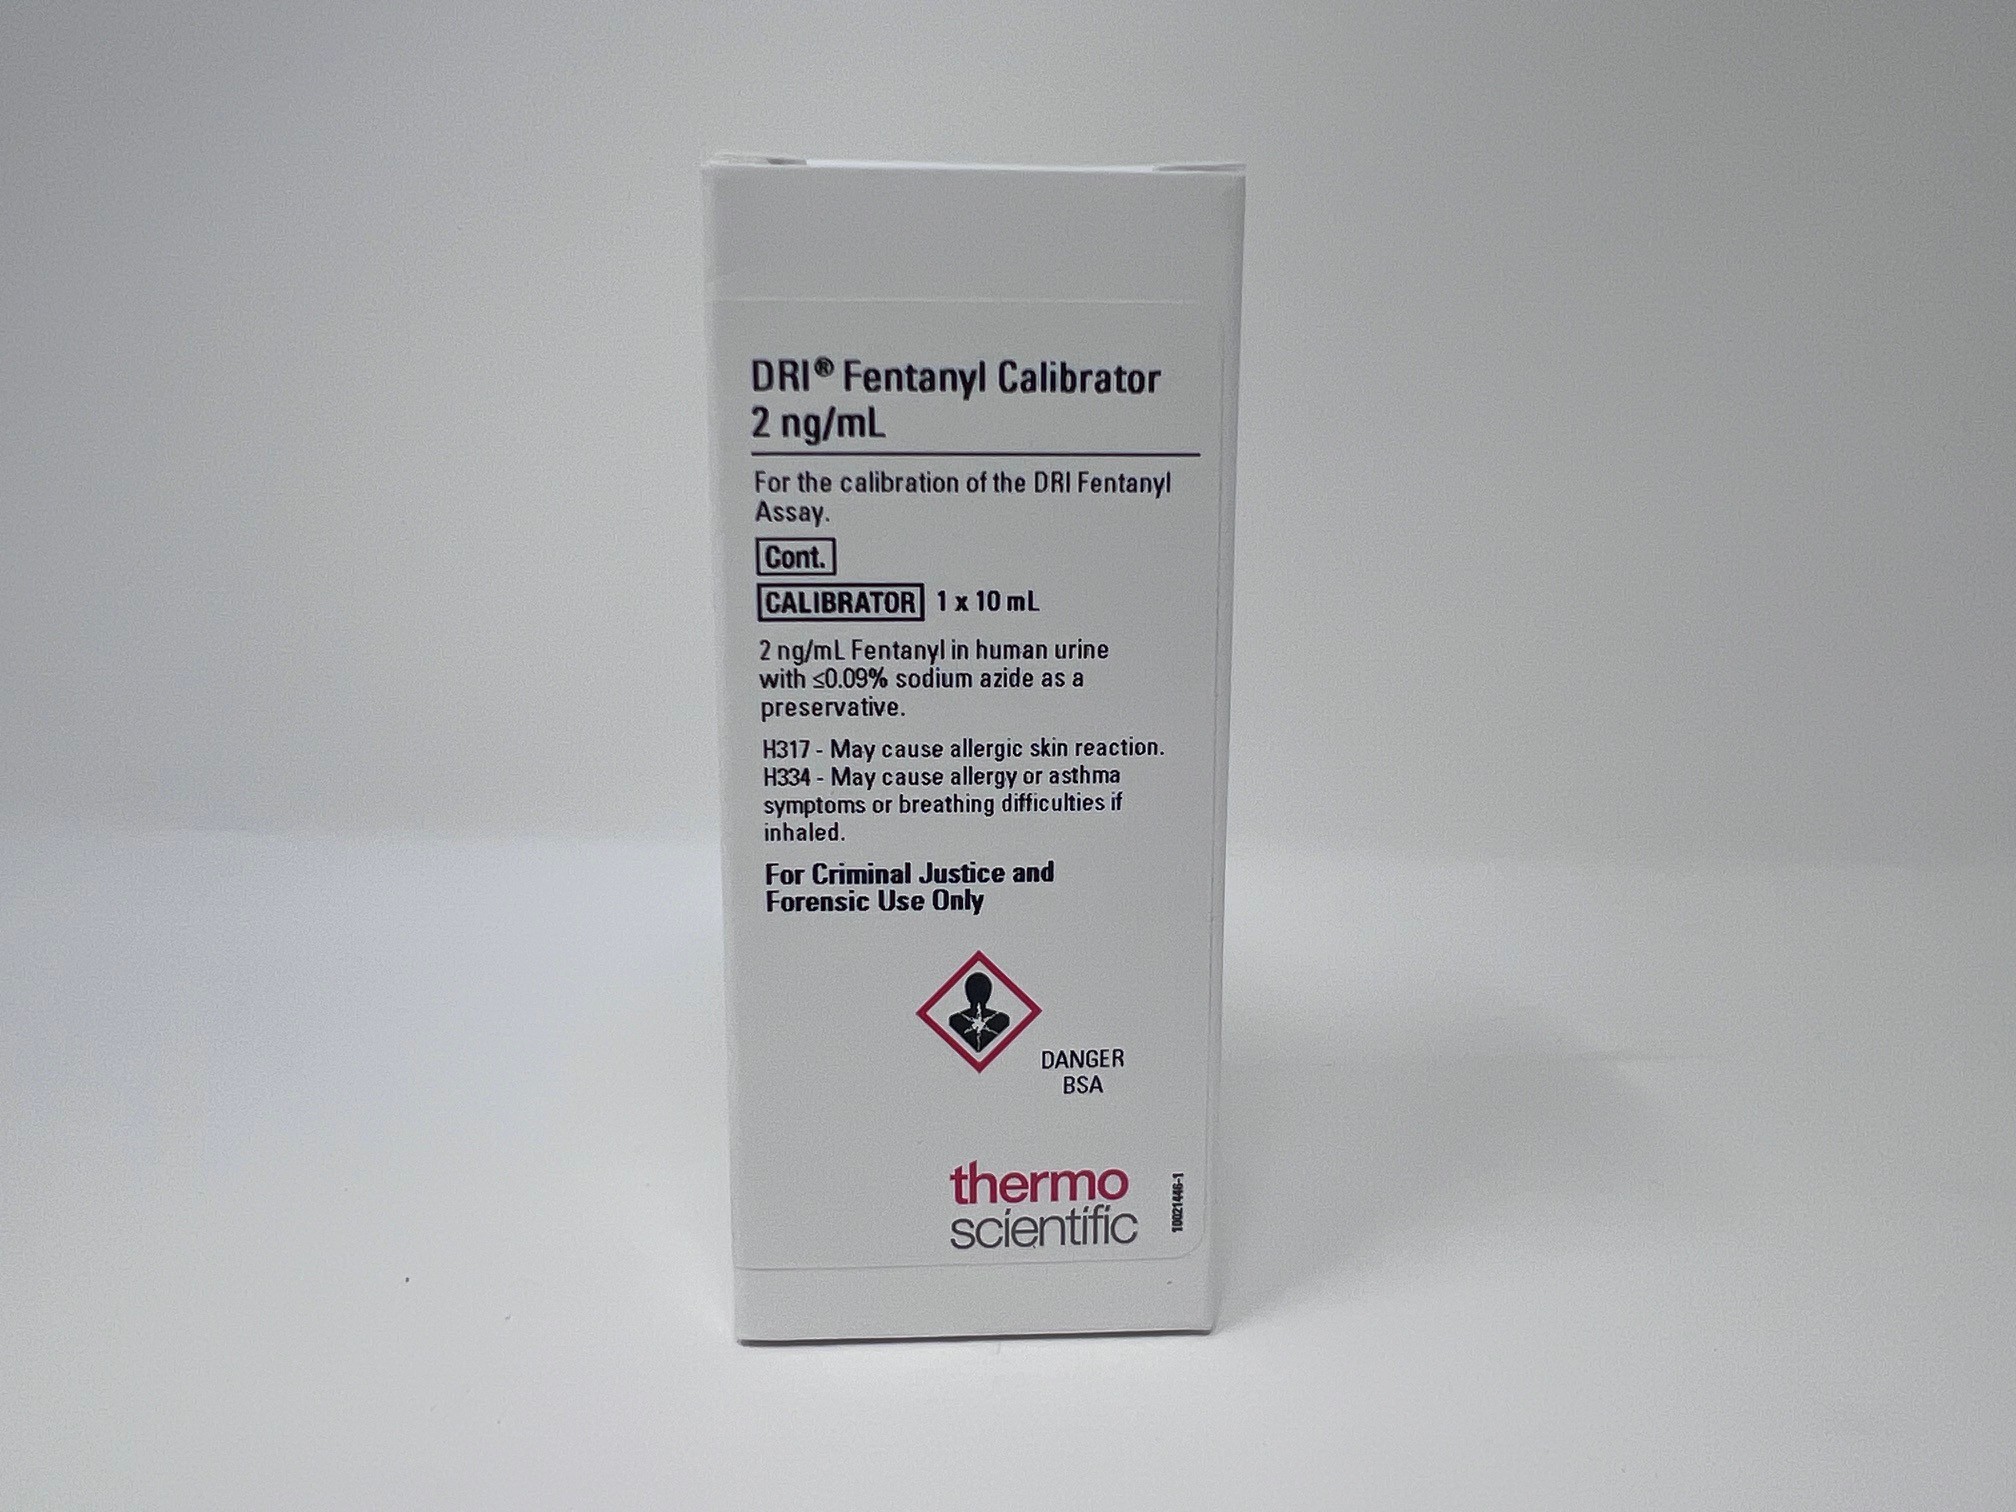 DRI® Fentanyl Calibrator
2 ng/mL
For the calibration of the DRI Fentanyl
Assay.
Cont.
CALIBRATOR 1 x 10 mL
2 ng/mL Fentanyl in human urine
with ≤0.09% sodium azide as a
preservative.
H317 - May cause allergic skin reaction.
H334 - May cause allergy or asthma
symptoms or breathing difficulties if
inhaled.
For Criminal Justice and
Forensic Use Only
DANGER
BSA
thermo
scientific
10021446-1